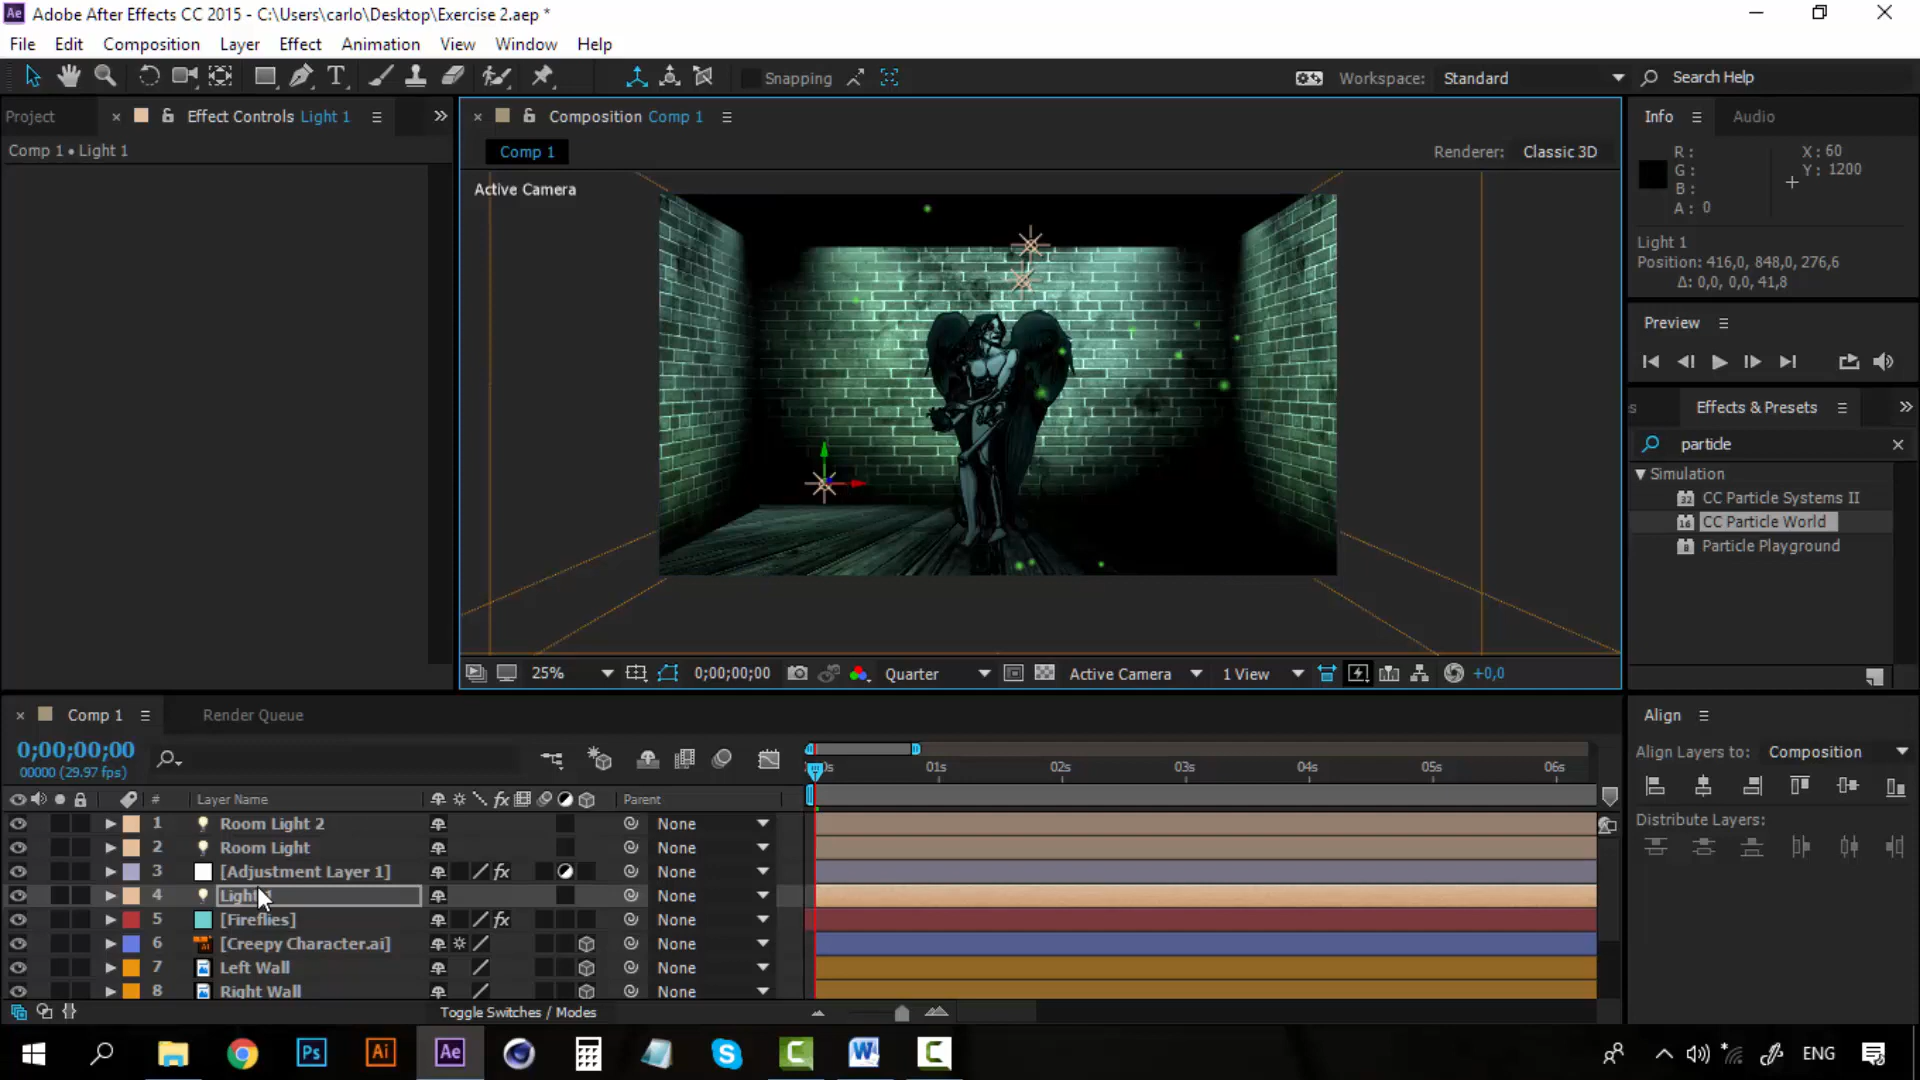 Adobe After Effects CC 2015 - C:\Users\carlo\Desktop\Exercise 2.aep *
File Edit Composition Layer Effect Animation View Window Help
Snapping
Workspace: Standard
Search Help
Project
Effect Controls Light 1
Comp 1 • Light 1
Composition Comp 1
Comp 1
Renderer: Classic 3D
Active Camera
25%
0;00;00;00
Quarter
Active Camera
1 View
+0,0
Info
Audio
R :
G :
B :
A : 0
X : 60
Y : 1200
Light 1
Position: 416,0, 848,0, 276,6
Δ: 0,0, 0,0, 41,8
Preview
Effects & Presets
particle
Simulation
CC Particle Systems II
CC Particle World
Particle Playground
Comp 1
Render Queue
0;00;00;00
00000 (29.97 fps)
# Layer Name
Parent
01s 02s 03s 04s 05s 06s
1 Room Light 2 None
2 Room Light None
3 [Adjustment Layer 1] None
4 Light None
5 [Fireflies] None
6 [Creepy Character.ai] None
7 Left Wall None
8 Right Wall None
Toggle Switches / Modes
Align
Align Layers to: Composition
Distribute Layers:
Ps Ai Ae
ENG